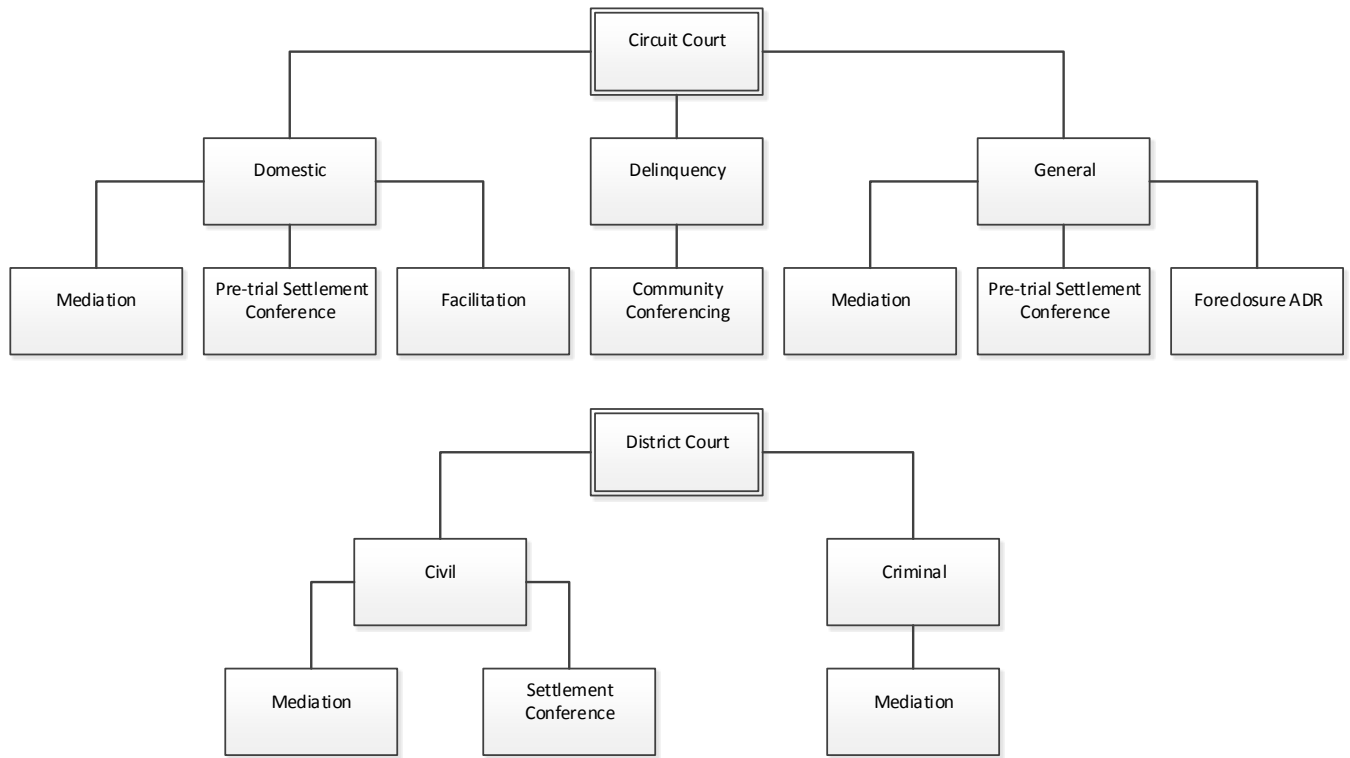 Circuit Court
Domestic
Delinquency
General
Mediation
Pre-trial Settlement
Conference
Facilitation
Community
Conferencing
Mediation
Pre-trial Settlement
Conference
Foreclosure ADR
District Court
Civil
Criminal
Mediation
Settlement
Conference
Mediation